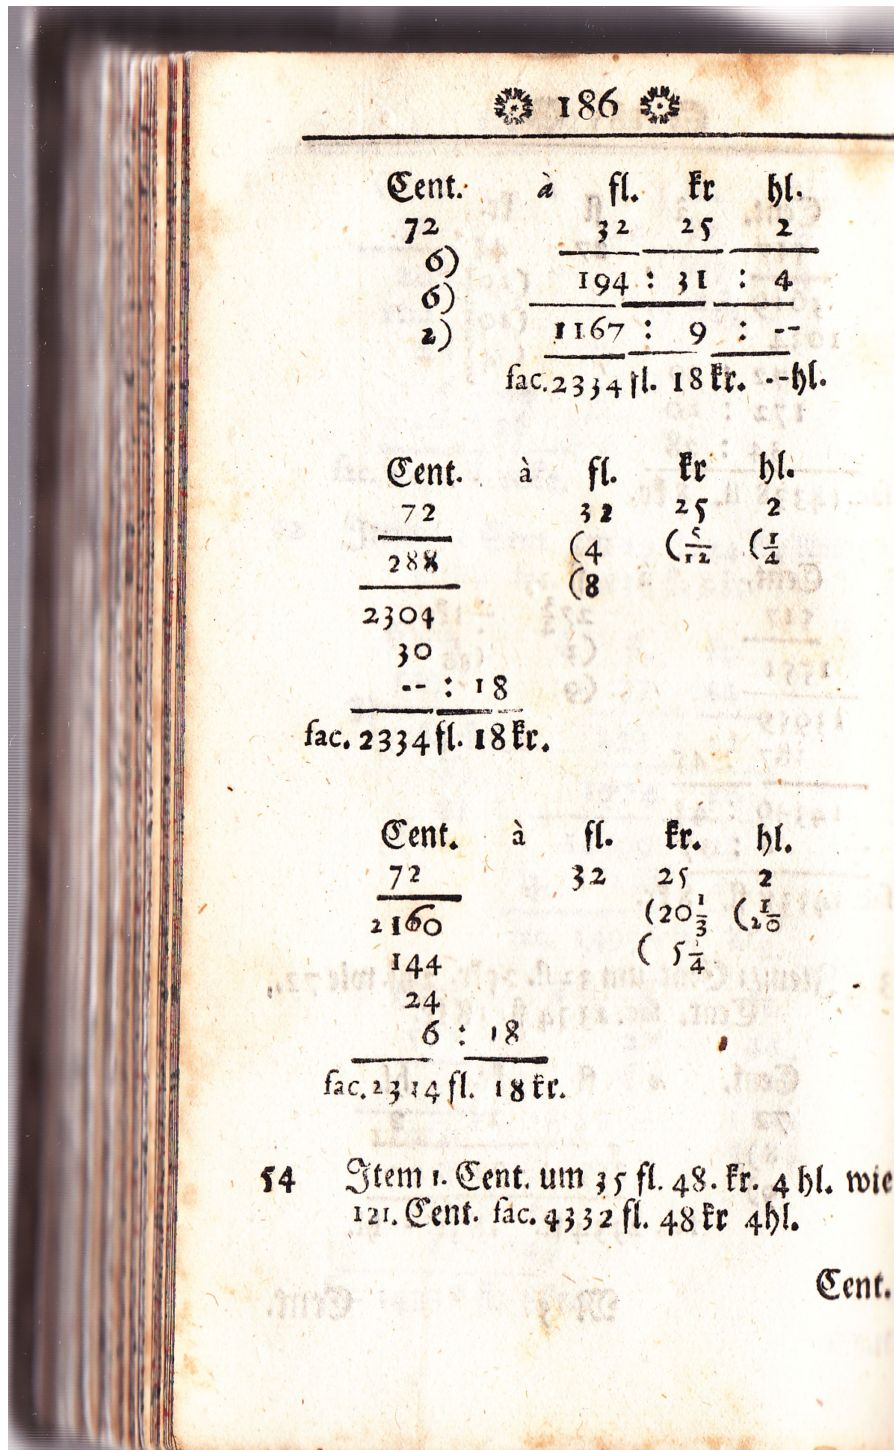 186
Cent. à fl. kr hl.
72 32 25 2
6)
194 : 31 : 4
6)
2) 1167 : 9 : --
fac. 2334 fl. 18 kr. --hl.
Cent. à fl. kr hl.
72 32 25 2
288 (4 (5/12 (1/4
(8
2304
30
-- : 18
fac. 2334 fl. 18 kr.
Cent. à fl. kr. hl.
72 32 25 2
2160 (20 1/3 (1/20
144 ( 5 1/4
24
6 : 18
fac. 2334 fl. 18 kr.
54 Item 1. Cent. um 35 fl. 48. kr. 4 hl. wie
121. Cent. fac. 4332 fl. 48 kr 4hl.
Cent.